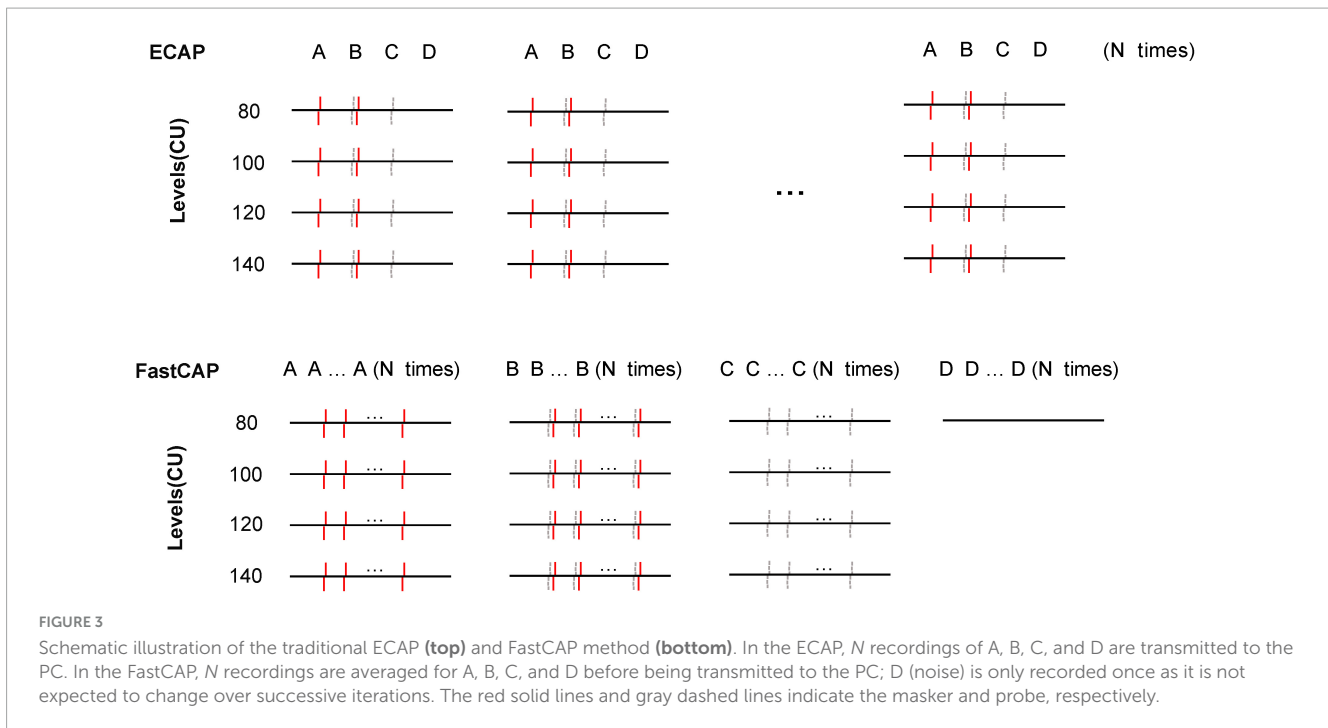 ECAP A B C D A B C D A B C D (N times)
Levels(CU)
80
100
120
140
...
FastCAP A A ... A (N times) B B ... B (N times) C C ... C (N times) D D ... D (N times)
Levels(CU)
80 ... ... ...
100 ... ... ...
120 ... ... ...
140 ... ... ...
FIGURE 3
Schematic illustration of the traditional ECAP (top) and FastCAP method (bottom). In the ECAP, N recordings of A, B, C, and D are transmitted to the
PC. In the FastCAP, N recordings are averaged for A, B, C, and D before being transmitted to the PC; D (noise) is only recorded once as it is not
expected to change over successive iterations. The red solid lines and gray dashed lines indicate the masker and probe, respectively.